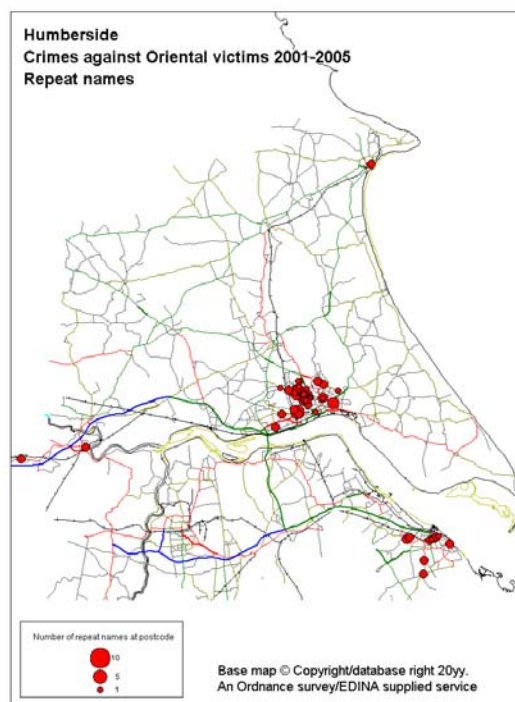 Humberside
Crimes against Oriental victims 2001-2005
Repeat names
Number of repeat names at postcode
10
5
1
Base map © Copyright/database right 20yy.
An Ordnance survey/EDINA supplied service